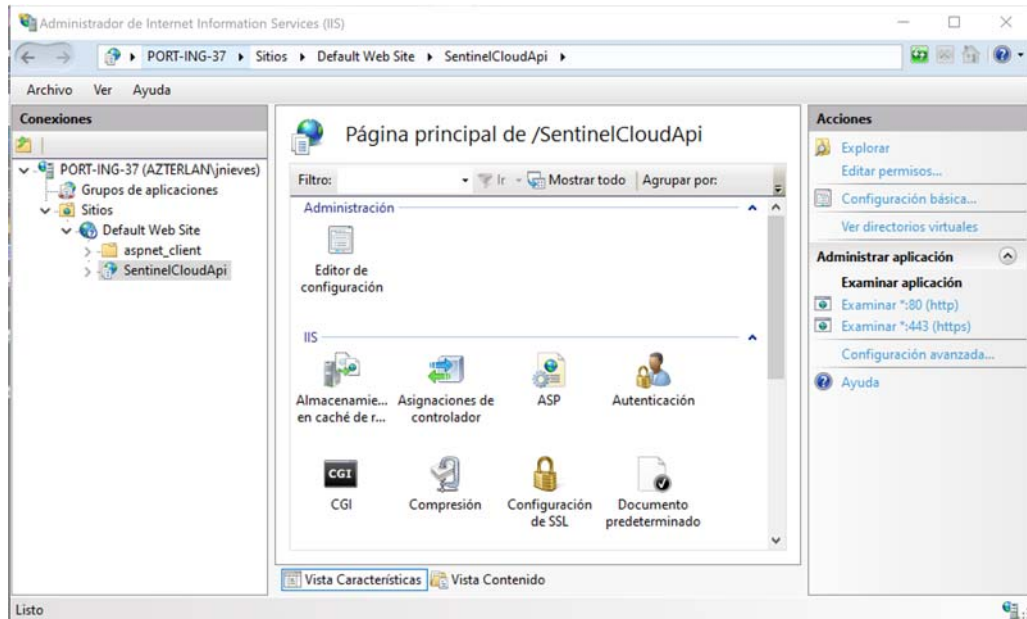 Administrador de Internet Information Services (IIS)
PORT-ING-37 Sitios Default Web Site SentinelCloudApi
Archivo Ver Ayuda
Conexiones
PORT-ING-37 (AZTERLAN\jnieves)
Grupos de aplicaciones
Sitios
Default Web Site
aspnet_client
SentinelCloudApi
Página principal de /SentinelCloudApi
Filtro: Ir Mostrar todo Agrupar por:
Administración
Editor de
configuración
IIS
Almacenamie...
en caché de r...
Asignaciones de
controlador
ASP
Autenticación
CGI
CGI
Compresión
Configuración
de SSL
Documento
predeterminado
Vista Características Vista Contenido
Acciones
Explorar
Editar permisos...
Configuración básica...
Ver directorios virtuales
Administrar aplicación
Examinar aplicación
Examinar *:80 (http)
Examinar *:443 (https)
Configuración avanzada...
Ayuda
Listo